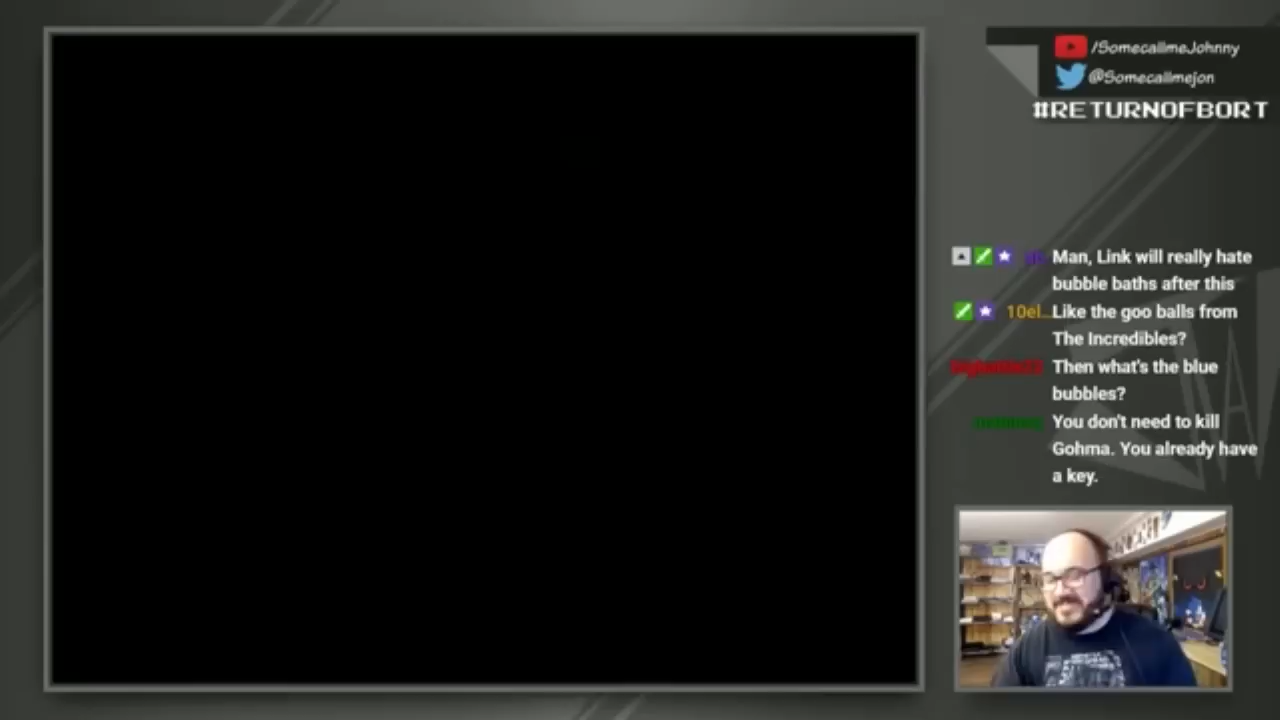 /SomecallmeJohnny
@Somecallmejon
#RETURNOFBORT
Man, Link will really hate
bubble baths after this
10el... Like the goo balls from
The Incredibles?
Then what's the blue
bubbles?
You don't need to kill
Gohma. You already have
a key.